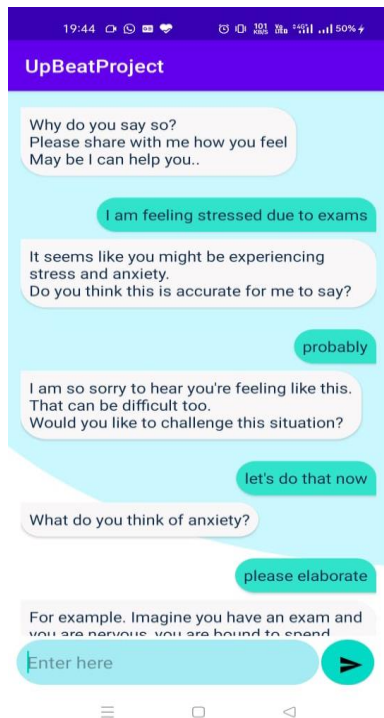 19:44 101 KB/S 50%
UpBeatProject
Why do you say so?
Please share with me how you feel
May be I can help you..
I am feeling stressed due to exams
It seems like you might be experiencing
stress and anxiety.
Do you think this is accurate for me to say?
probably
I am so sorry to hear you're feeling like this.
That can be difficult too.
Would you like to challenge this situation?
let's do that now
What do you think of anxiety?
please elaborate
For example. Imagine you have an exam and
you are nervous, you are bound to spend
Enter here